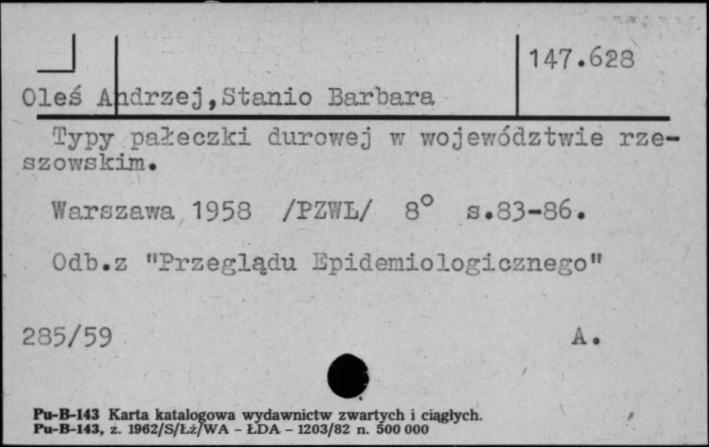 147.628
Oleś Andrzej,Stanio Barbara
Typy pałeczki durowej w województwie rze-
szowskim.
Warszawa 1958 /PZWL/ 8° s.83-86.
Odb.z "Przeglądu Epidemiologicznego"
285/59 A.
Pu-B-143 Karta katalogowa wydawnictw zwartych i ciągłych.
Pu-B-143, z. 1962/S/Łż/WA - ŁDA - 1203/82 n. 500 000